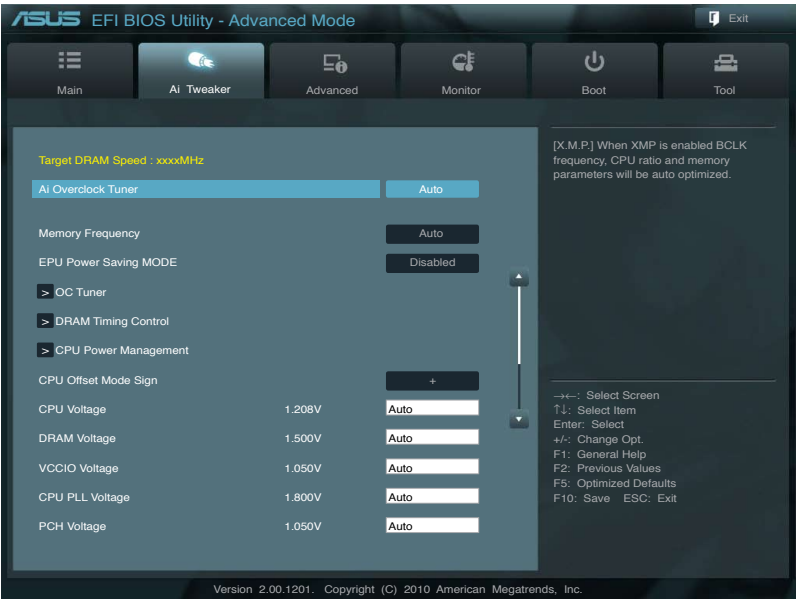 ASUS EFI BIOS Utility - Advanced Mode
Exit
Main
Ai Tweaker
Advanced
Monitor
Boot
Tool
Target DRAM Speed : xxxxMHz
Ai Overclock Tuner Auto
Memory Frequency Auto
EPU Power Saving MODE Disabled
> OC Tuner
> DRAM Timing Control
> CPU Power Management
CPU Offset Mode Sign +
CPU Voltage 1.208V Auto
DRAM Voltage 1.500V Auto
VCCIO Voltage 1.050V Auto
CPU PLL Voltage 1.800V Auto
PCH Voltage 1.050V Auto
[X.M.P.] When XMP is enabled BCLK
frequency, CPU ratio and memory
parameters will be auto optimized.
→←: Select Screen
↑↓: Select Item
Enter: Select
+/-: Change Opt.
F1: General Help
F2: Previous Values
F5: Optimized Defaults
F10: Save ESC: Exit
Version 2.00.1201. Copyright (C) 2010 American Megatrends, Inc.